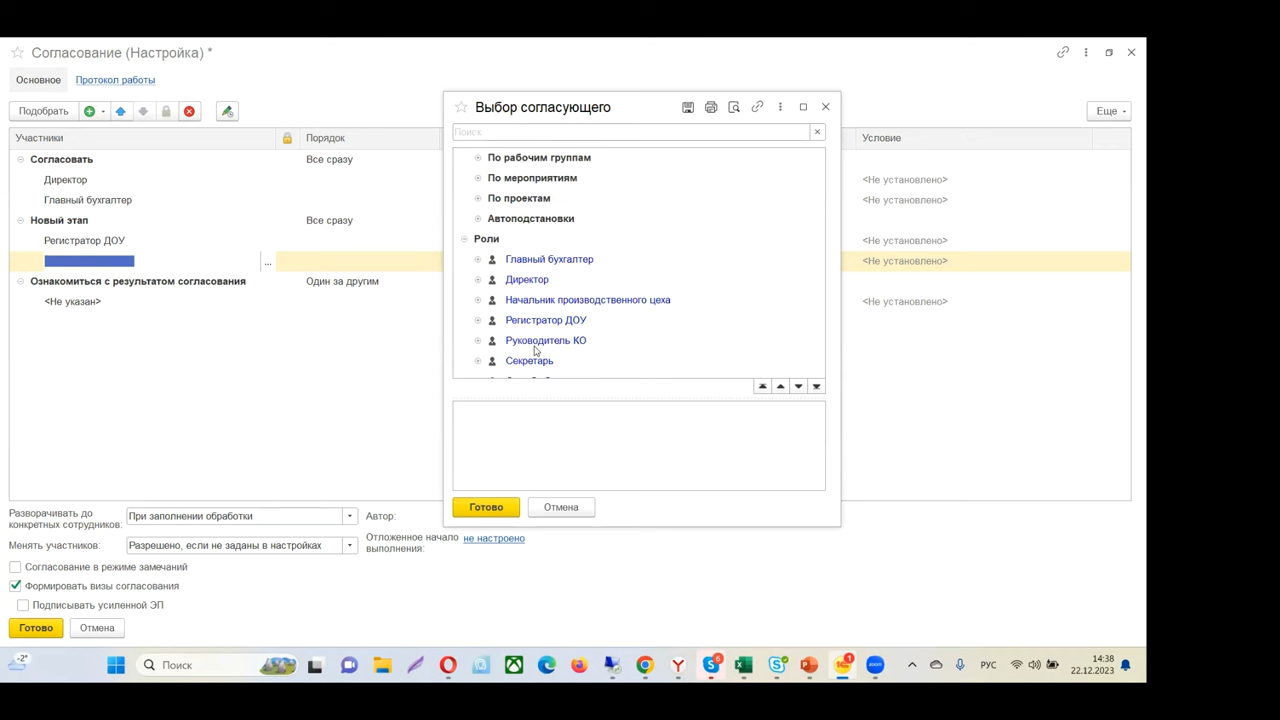 Согласование (Настройка) *
Основное Протокол работы
Подобрать Еще
Участники Порядок Условие
Согласовать Все сразу
Директор <Не установлено>
Главный бухгалтер <Не установлено>
Новый этап Все сразу
Регистратор ДОУ <Не установлено>
... <Не установлено>
Ознакомиться с результатом согласования Один за другим
<Не указан> <Не установлено>
Выбор согласующего
Поиск
По рабочим группам
По мероприятиям
По проектам
Автоподстановки
Роли
Главный бухгалтер
Директор
Начальник производственного цеха
Регистратор ДОУ
Руководитель КО
Секретарь
Готово Отмена
Разворачивать до конкретных сотрудников: При заполнении обработки Автор:
Менять участников: Разрешено, если не заданы в настройках Отложенное начало выполнения: не настроено
Согласование в режиме замечаний
Формировать визы согласования
Подписывать усиленной ЭП
Готово Отмена
-2° Поиск 6 1 zoom РУС 14:38
22.12.2023